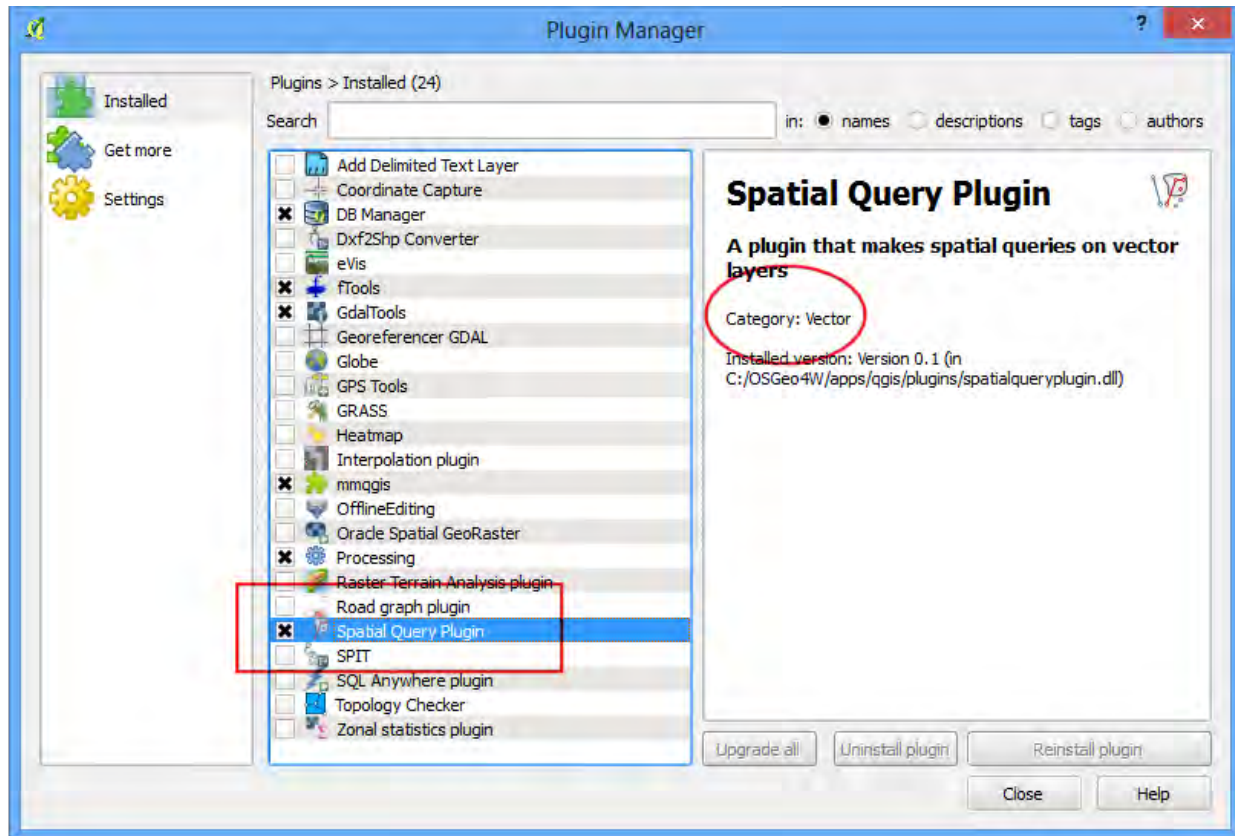 Plugin Manager
?
Installed
Get more
Settings
Plugins > Installed (24)
Search
in: names descriptions tags authors
Add Delimited Text Layer
Coordinate Capture
DB Manager
Dxf2Shp Converter
eVis
fTools
GdalTools
Georeferencer GDAL
Globe
GPS Tools
GRASS
Heatmap
Interpolation plugin
mmqgis
OfflineEditing
Oracle Spatial GeoRaster
Processing
Raster Terrain Analysis plugin
Road graph plugin
Spatial Query Plugin
SPIT
SQL Anywhere plugin
Topology Checker
Zonal statistics plugin
Spatial Query Plugin
A plugin that makes spatial queries on vector
layers
Category: Vector
Installed version: Version 0.1 (in
C:/OSGeo4W/apps/qgis/plugins/spatialqueryplugin.dll)
Upgrade all Uninstall plugin Reinstall plugin
Close Help